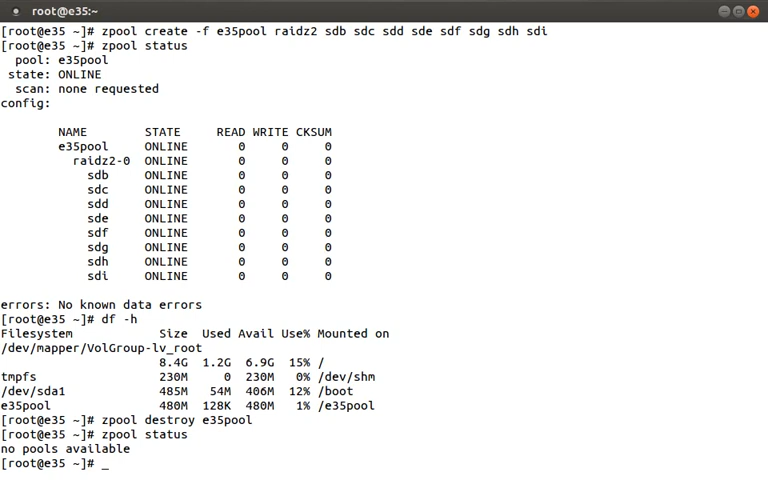 root@e35:~
[root@e35 ~]# zpool create -f e35pool raidz2 sdb sdc sdd sde sdf sdg sdh sdi
[root@e35 ~]# zpool status
  pool: e35pool
 state: ONLINE
  scan: none requested
config:

        NAME        STATE     READ WRITE CKSUM
        e35pool     ONLINE       0     0     0
          raidz2-0  ONLINE       0     0     0
            sdb     ONLINE       0     0     0
            sdc     ONLINE       0     0     0
            sdd     ONLINE       0     0     0
            sde     ONLINE       0     0     0
            sdf     ONLINE       0     0     0
            sdg     ONLINE       0     0     0
            sdh     ONLINE       0     0     0
            sdi     ONLINE       0     0     0

errors: No known data errors
[root@e35 ~]# df -h
Filesystem            Size  Used Avail Use% Mounted on
/dev/mapper/VolGroup-lv_root
                      8.4G  1.2G  6.9G  15% /
tmpfs                 230M     0  230M   0% /dev/shm
/dev/sda1             485M   54M  406M  12% /boot
e35pool               480M  128K  480M   1% /e35pool
[root@e35 ~]# zpool destroy e35pool
[root@e35 ~]# zpool status
no pools available
[root@e35 ~]# _